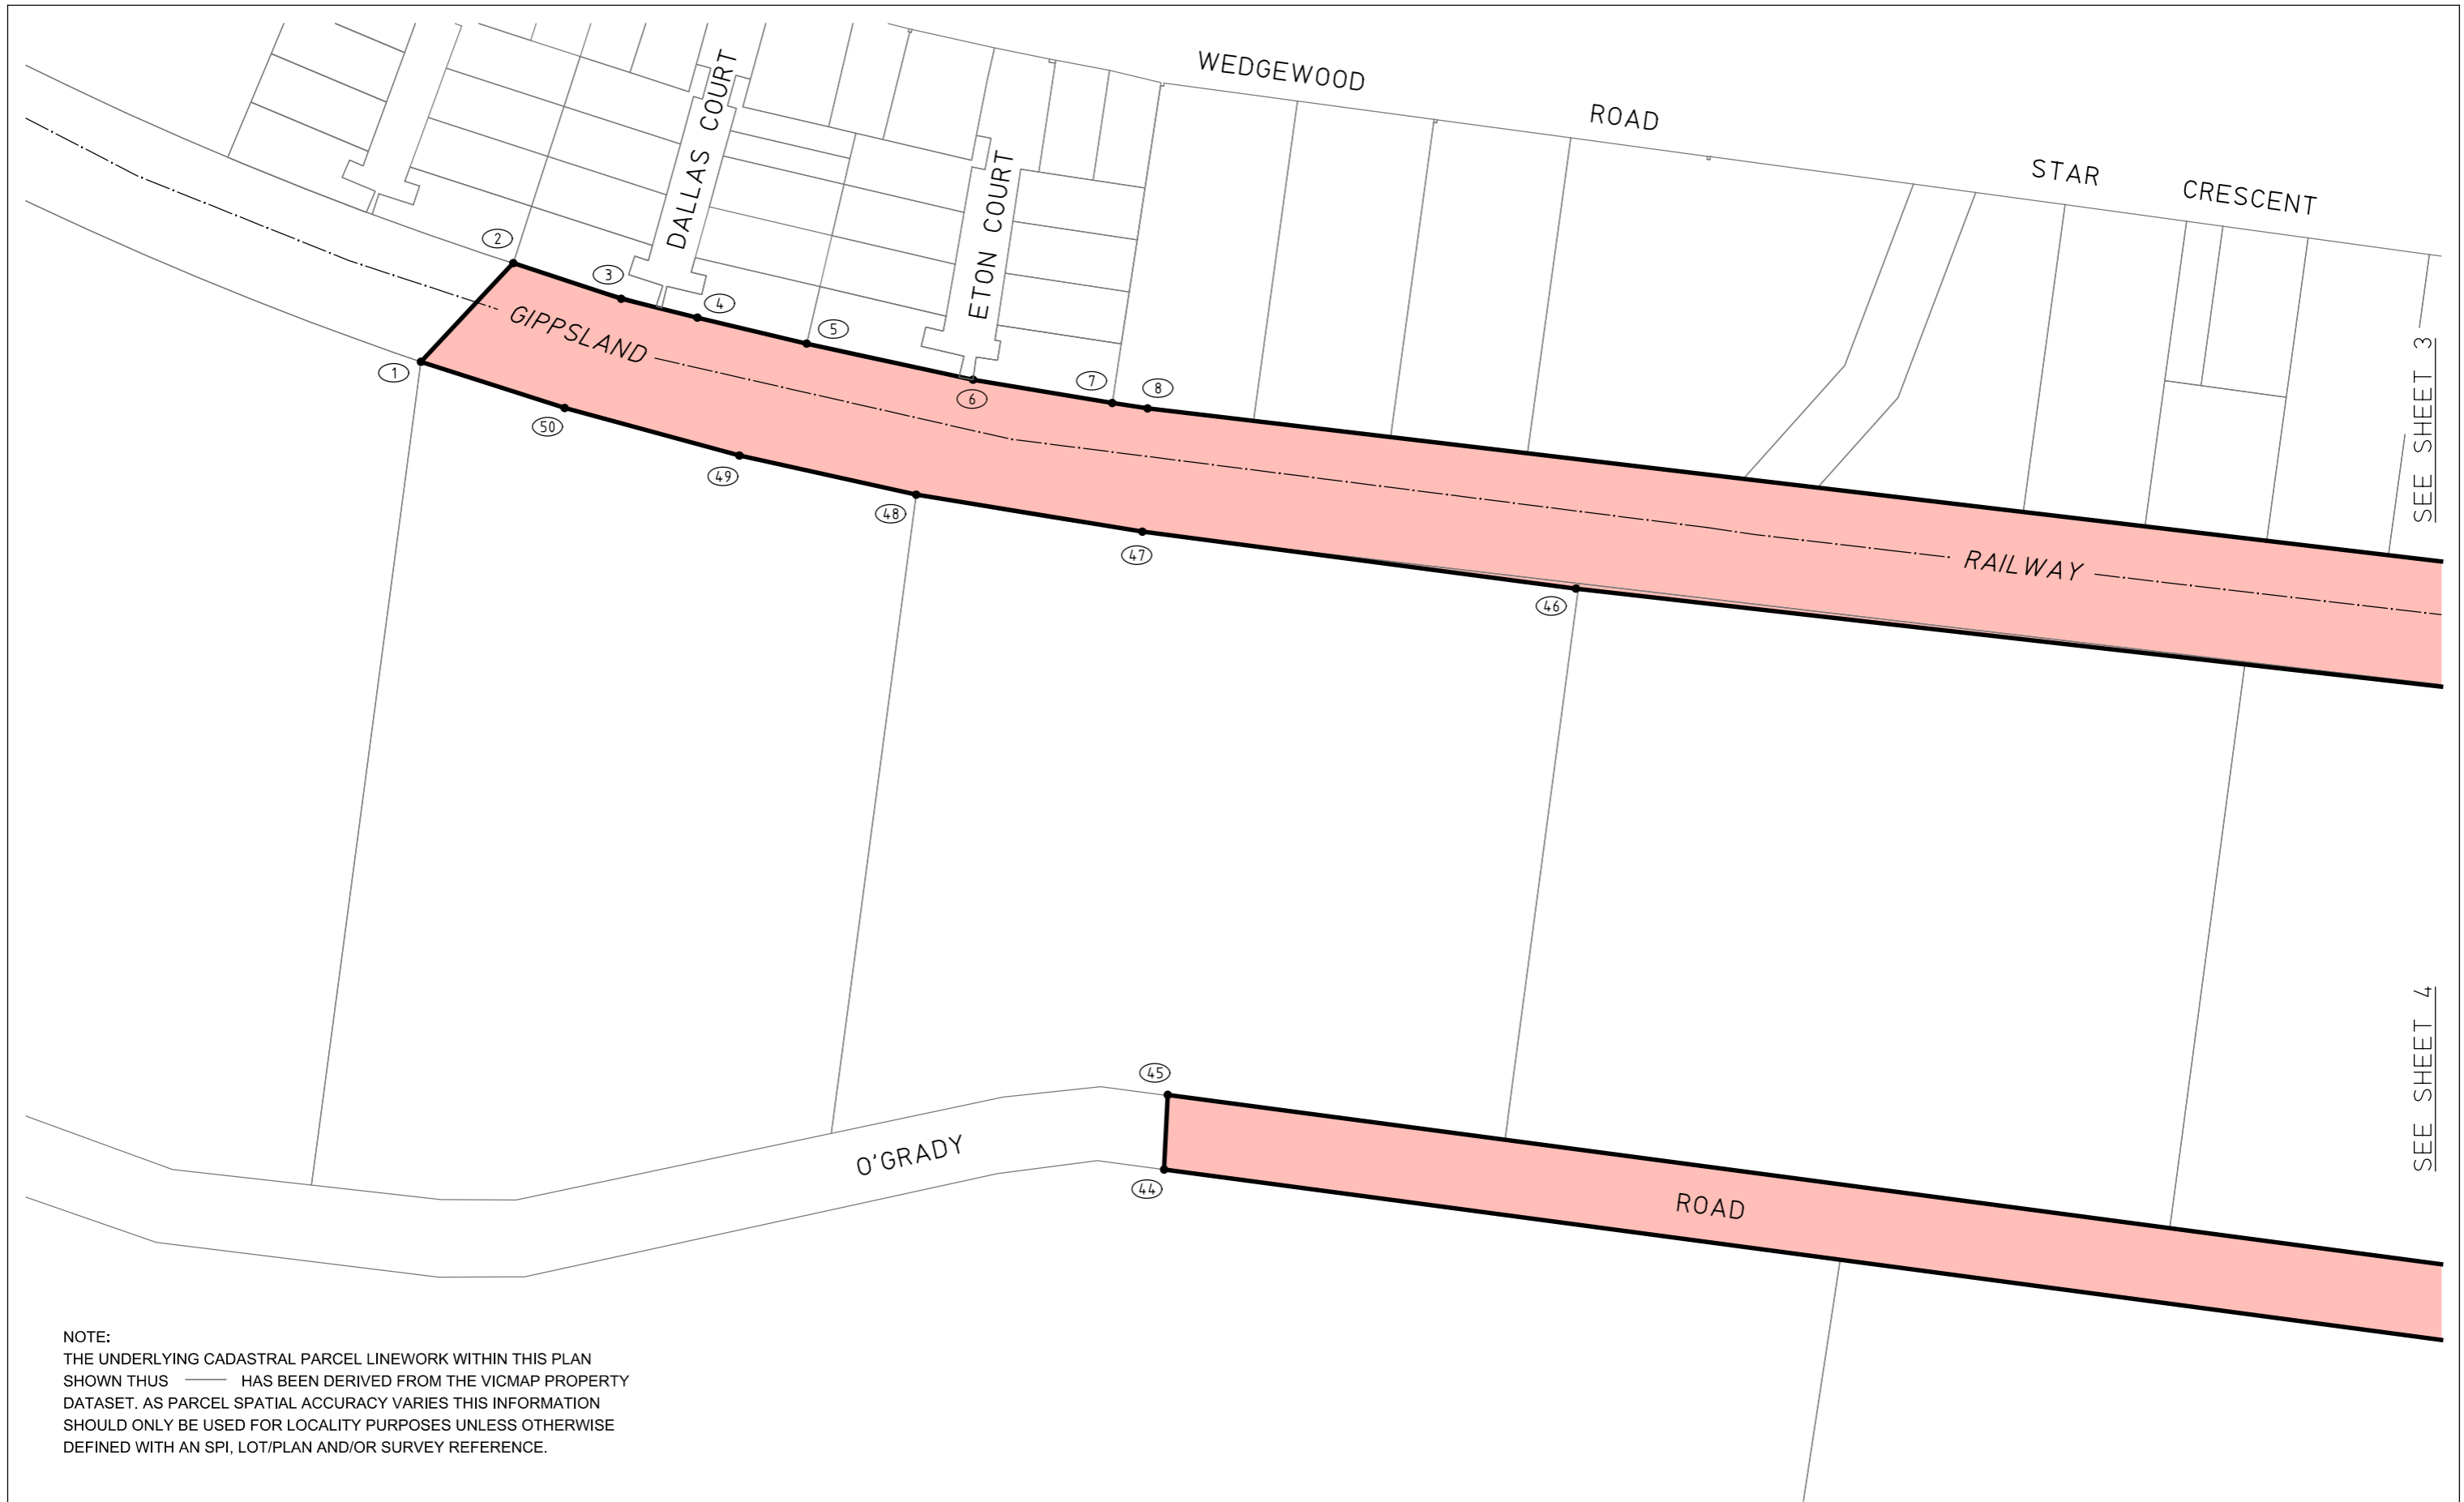 WEDGEWOOD
ROAD
STAR
CRESCENT
DALLAS COURT
ETON COURT
2
3
4
5
6
7
8
GIPPSLAND
RAILWAY
SEE SHEET 3
1
50
49
48
47
46
SEE SHEET 4
45
O'GRADY
44
ROAD
NOTE:
THE UNDERLYING CADASTRAL PARCEL LINEWORK WITHIN THIS PLAN
SHOWN THUS HAS BEEN DERIVED FROM THE VICMAP PROPERTY
DATASET. AS PARCEL SPATIAL ACCURACY VARIES THIS INFORMATION
SHOULD ONLY BE USED FOR LOCALITY PURPOSES UNLESS OTHERWISE
DEFINED WITH AN SPI, LOT/PLAN AND/OR SURVEY REFERENCE.